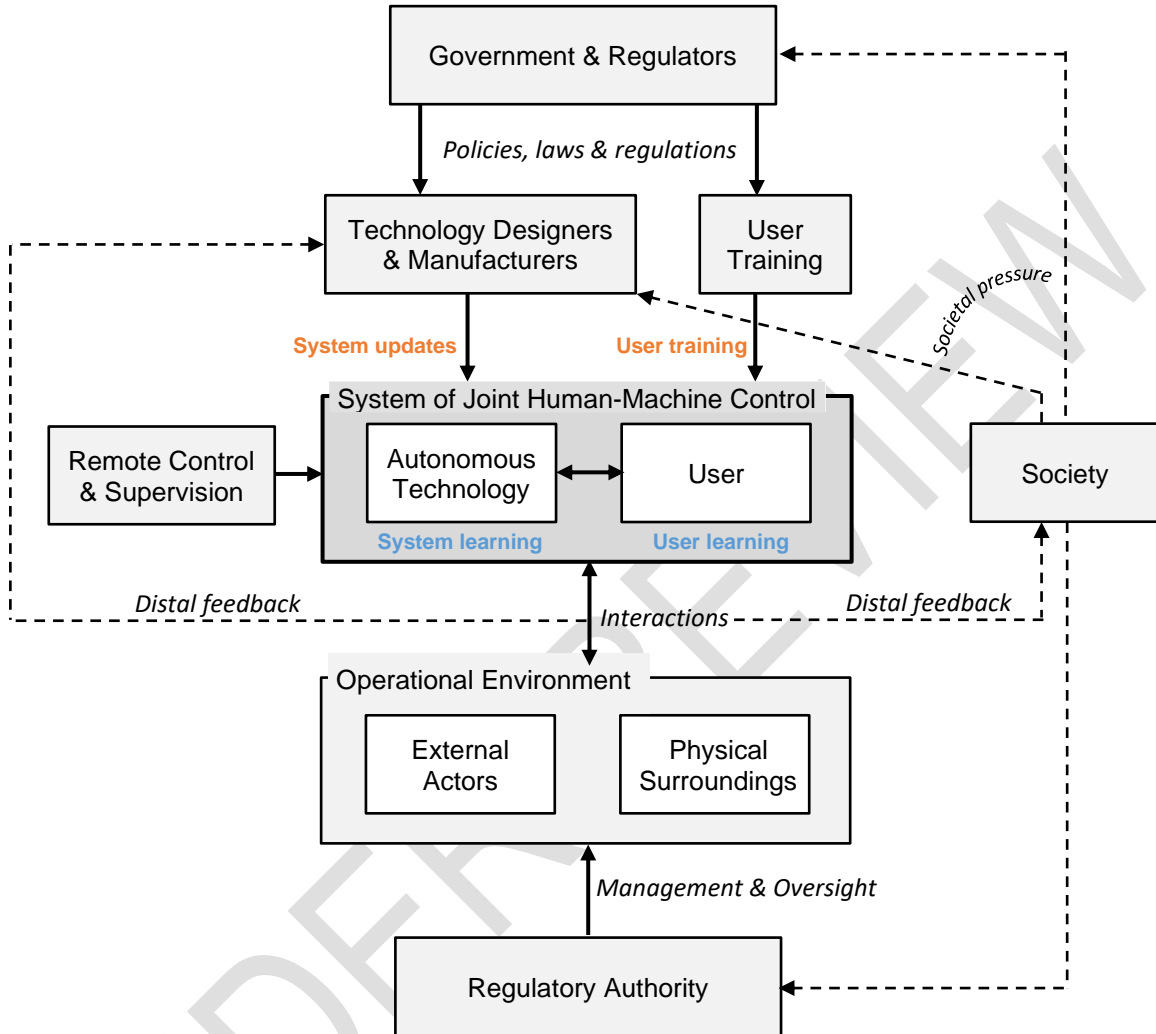 Government & Regulators
Policies, laws & regulations
Technology Designers
& Manufacturers
User
Training
Societal pressure
System updates
User training
System of Joint Human-Machine Control
Remote Control
& Supervision
Autonomous
Technology
User
Society
System learning
User learning
Distal feedback
Interactions
Distal feedback
Operational Environment
External
Actors
Physical
Surroundings
Management & Oversight
Regulatory Authority